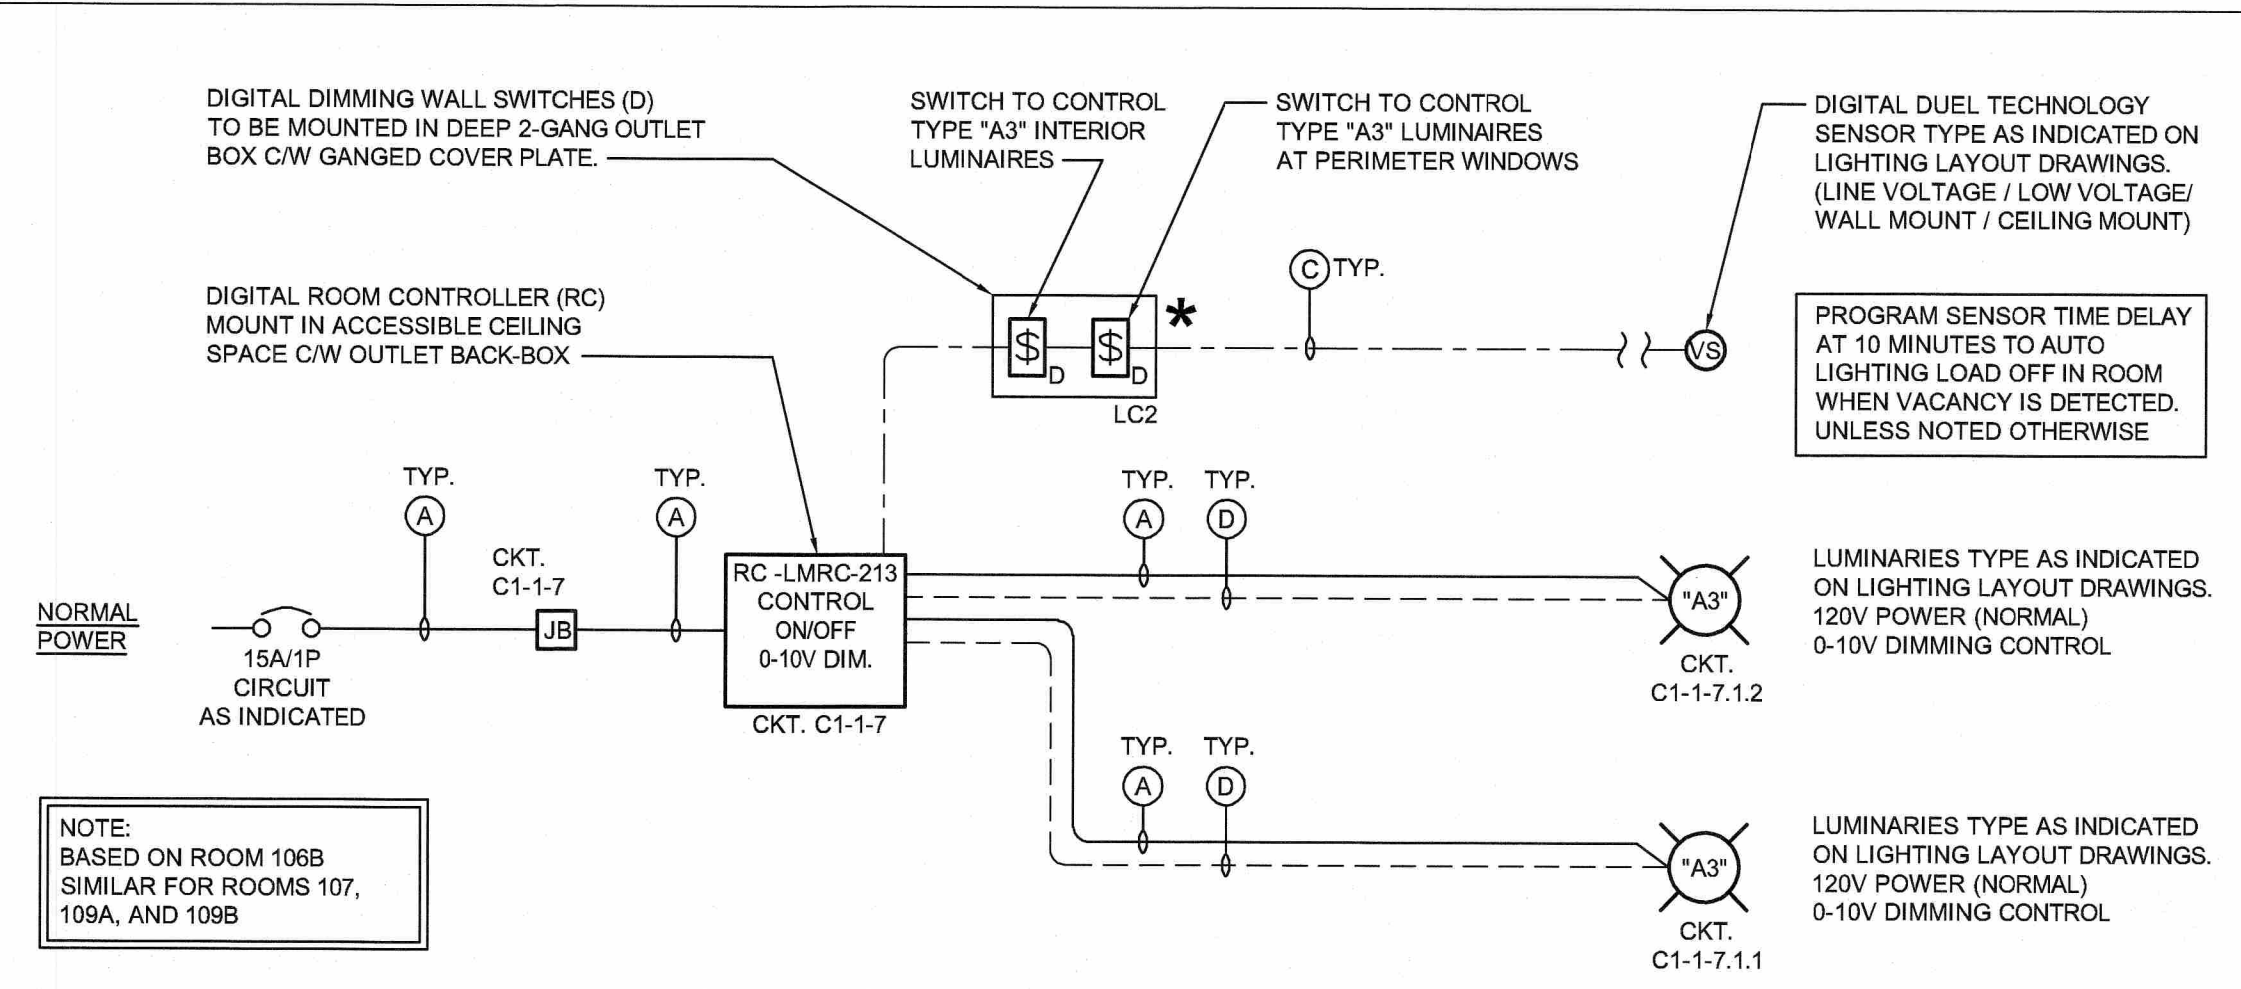 DIGITAL DIMMING WALL SWITCHES (D)
TO BE MOUNTED IN DEEP 2-GANG OUTLET
BOX C/W GANGED COVER PLATE.
SWITCH TO CONTROL
TYPE "A3" INTERIOR
LUMINAIRES
SWITCH TO CONTROL
TYPE "A3" LUMINAIRES
AT PERIMETER WINDOWS
DIGITAL DUEL TECHNOLOGY
SENSOR TYPE AS INDICATED ON
LIGHTING LAYOUT DRAWINGS.
(LINE VOLTAGE / LOW VOLTAGE/
WALL MOUNT / CEILING MOUNT)
DIGITAL ROOM CONTROLLER (RC)
MOUNT IN ACCESSIBLE CEILING
SPACE C/W OUTLET BACK-BOX
$ D
$ D
*
LC2
C TYP.
VS
PROGRAM SENSOR TIME DELAY
AT 10 MINUTES TO AUTO
LIGHTING LOAD OFF IN ROOM
WHEN VACANCY IS DETECTED.
UNLESS NOTED OTHERWISE
NORMAL
POWER
15A/1P
CIRCUIT
AS INDICATED
TYP.
A
CKT.
C1-1-7
JB
TYP.
A
RC -LMRC-213
CONTROL
ON/OFF
0-10V DIM.
CKT. C1-1-7
TYP.
A
TYP.
D
"A3"
CKT.
C1-1-7.1.2
LUMINARIES TYPE AS INDICATED
ON LIGHTING LAYOUT DRAWINGS.
120V POWER (NORMAL)
0-10V DIMMING CONTROL
TYP.
A
TYP.
D
"A3"
CKT.
C1-1-7.1.1
LUMINARIES TYPE AS INDICATED
ON LIGHTING LAYOUT DRAWINGS.
120V POWER (NORMAL)
0-10V DIMMING CONTROL
NOTE:
BASED ON ROOM 106B
SIMILAR FOR ROOMS 107,
109A, AND 109B